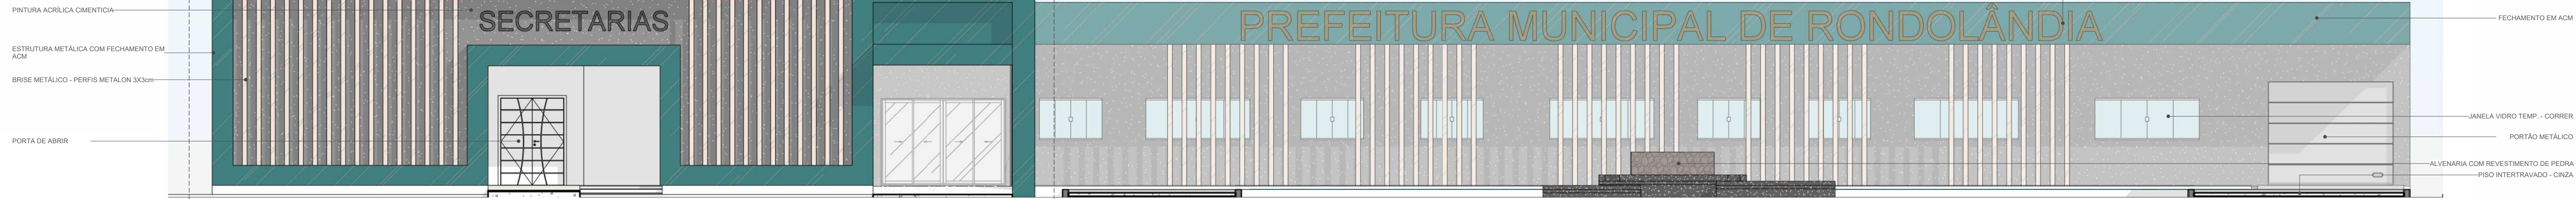 PINTURA ACRÍLICA CIMENTICIA
ESTRUTURA METÁLICA COM FECHAMENTO EM
ACM
BRISE METÁLICO - PERFIS METALON 3X3cm
PORTA DE ABRIR
SECRETARIAS
PREFEITURA MUNICIPAL DE RONDOLÂNDIA
FECHAMENTO EM ACM
JANELA VIDRO TEMP. - CORRER
PORTÃO METÁLICO
ALVENARIA COM REVESTIMENTO DE PEDRA
PISO INTERTRAVADO - CINZA